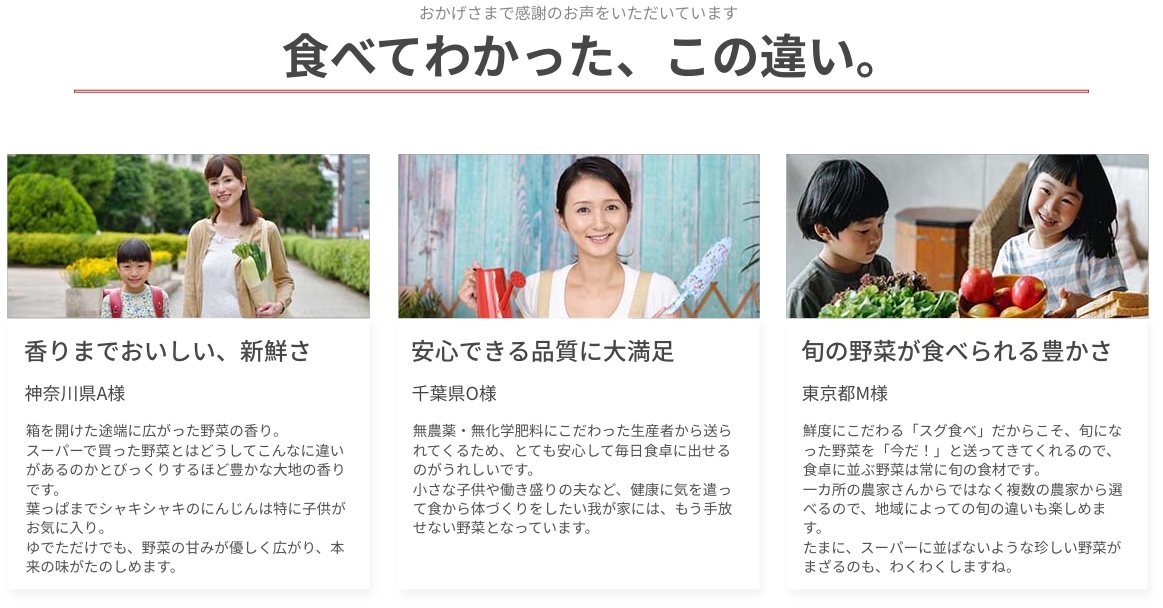 おかげさまで感謝のお声をいただいています
食べてわかった、この違い。
香りまでおいしい、新鮮さ
神奈川県A様
箱を開けた途端に広がった野菜の香り。
スーパーで買った野菜とはどうしてこんなに違い
があるのかとびっくりするほど豊かな大地の香り
です。
葉っぱまでシャキシャキのにんじんは特に子供が
お気に入り。
ゆでただけでも、野菜の甘みが優しく広がり、本
来の味がたのしめます。
安心できる品質に大満足
千葉県O様
無農薬・無化学肥料にこだわった生産者から送ら
れてくるため、とても安心して毎日食卓に出せる
のがうれしいです。
小さな子供や働き盛りの夫など、健康に気を遣っ
て食から体づくりをしたい我が家には、もう手放
せない野菜となっています。
旬の野菜が食べられる豊かさ
東京都M様
鮮度にこだわる「スグ食べ」だからこそ、旬にな
った野菜を「今だ！」と送ってきてくれるので、
食卓に並ぶ野菜は常に旬の食材です。
一カ所の農家さんからではなく複数の農家から選
べるので、地域によっての旬の違いも楽しめま
す。
たまに、スーパーに並ばないような珍しい野菜が
まざるのも、わくわくしますね。